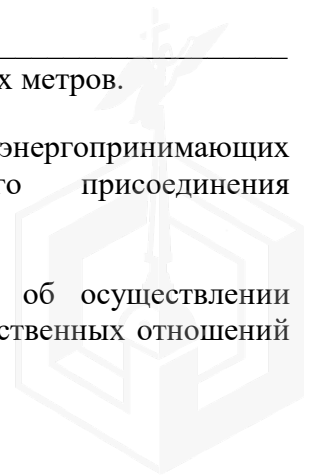 х метров.
энергопринимающих
го присоединения
об осуществлении
ственных отношений